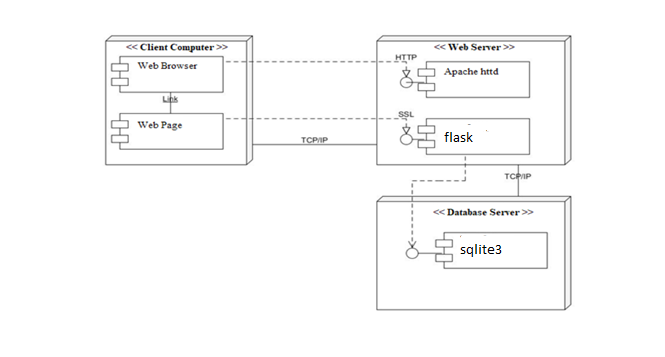 << Client Computer >>
Web Browser
Link
Web Page
TCP/IP
<< Web Server >>
HTTP
Apache httd
SSL
flask
TCP/IP
<< Database Server >>
sqlite3